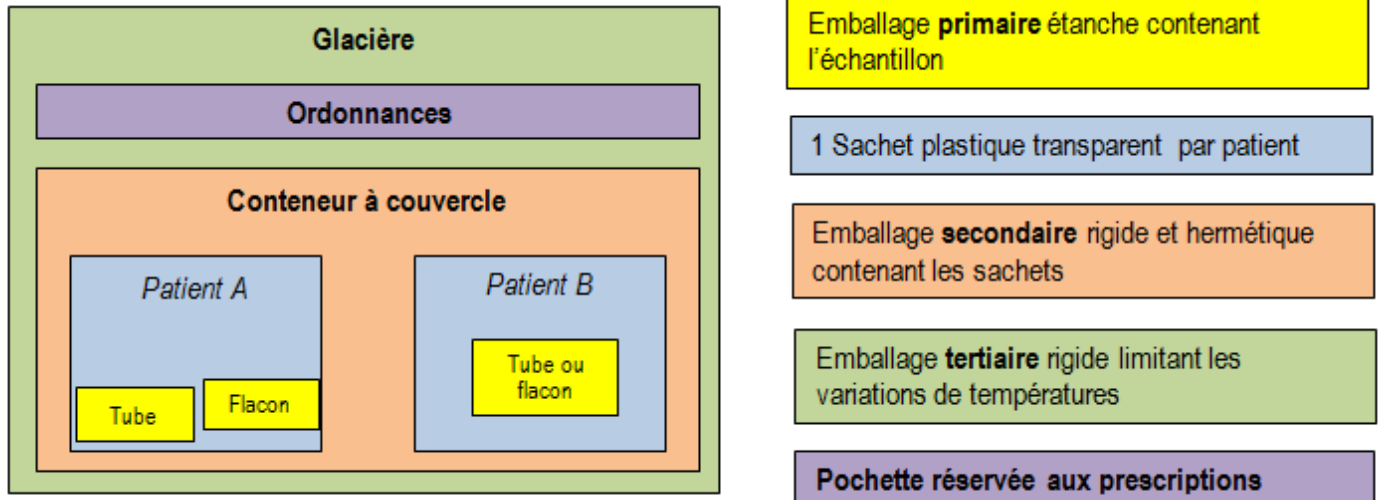 Glacière
Ordonnances
Conteneur à couvercle
Patient A
Tube
Flacon
Patient B
Tube ou
flacon
Emballage primaire étanche contenant
l'échantillon
1 Sachet plastique transparent par patient
Emballage secondaire rigide et hermétique
contenant les sachets
Emballage tertiaire rigide limitant les
variations de températures
Pochette réservée aux prescriptions